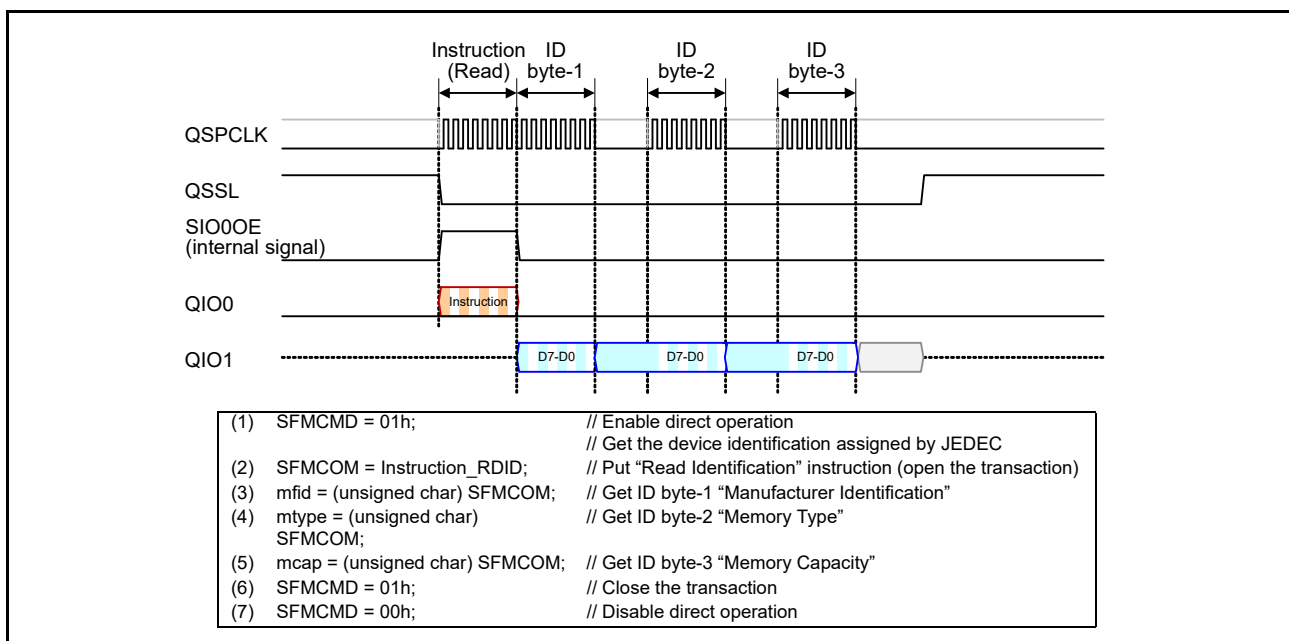 Instruction (Read)
ID byte-1
ID byte-2
ID byte-3
QSPCLK
QSSL
SIO0OE
(internal signal)
QIO0
Instruction
QIO1
D7-D0
D7-D0
D7-D0
(1) SFMCMD = 01h; // Enable direct operation
// Get the device identification assigned by JEDEC
(2) SFMCOM = Instruction_RDID; // Put “Read Identification” instruction (open the transaction)
(3) mfid = (unsigned char) SFMCOM; // Get ID byte-1 “Manufacturer Identification”
(4) mtype = (unsigned char) // Get ID byte-2 “Memory Type”
SFMCOM;
(5) mcap = (unsigned char) SFMCOM; // Get ID byte-3 “Memory Capacity”
(6) SFMCMD = 01h; // Close the transaction
(7) SFMCMD = 00h; // Disable direct operation